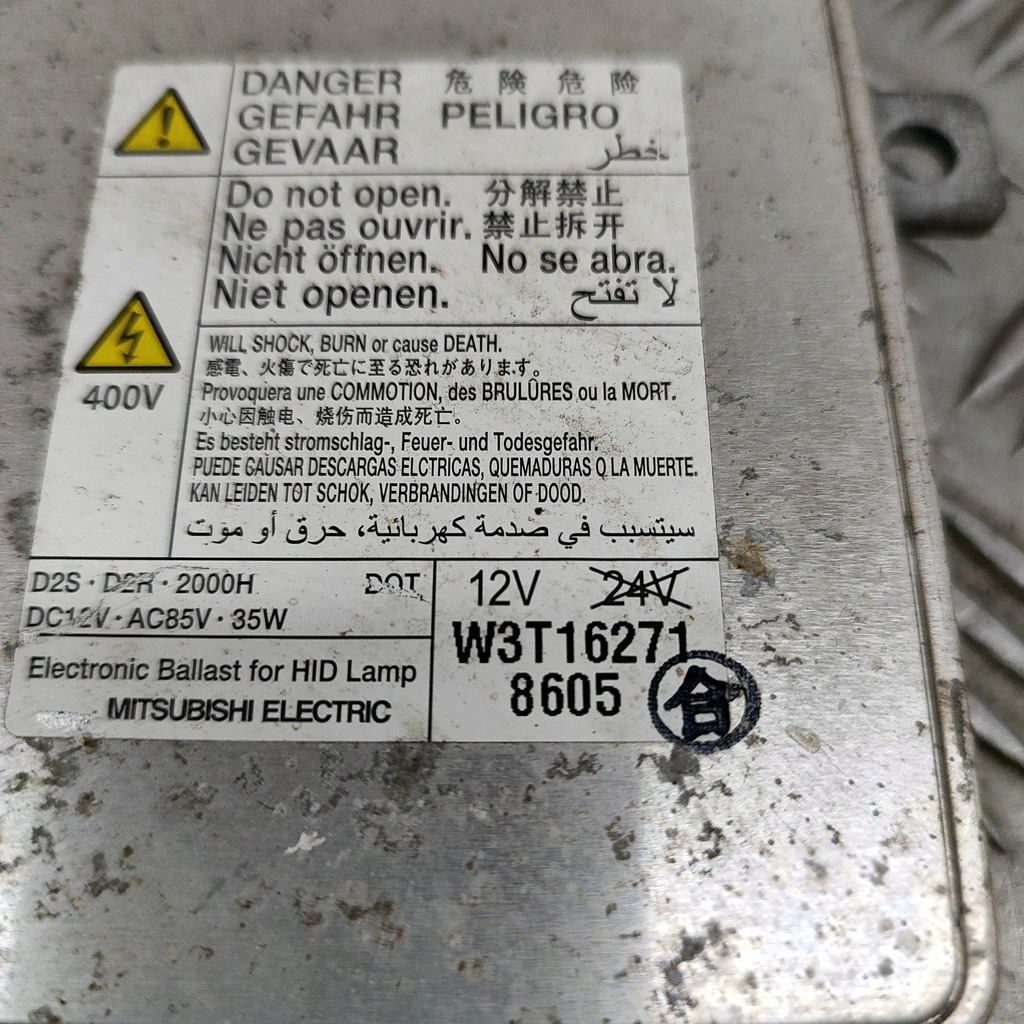 DANGER 危険 危险
GEFAHR PELIGRO
GEVAAR خطر
Do not open. 分解禁止
Ne pas ouvrir. 禁止拆开
Nicht öffnen. No se abra.
Niet openen. لا تفتح
400V
WILL SHOCK, BURN or cause DEATH.
感電、火傷で死亡に至る恐れがあります。
Provoquera une COMMOTION, des BRULÛRES ou la MORT.
小心因触电、烧伤而造成死亡。
Es besteht stromschlag-, Feuer- und Todesgefahr.
PUEDE CAUSAR DESCARGAS ELCTRICAS, QUEMADURAS O LA MUERTE.
KAN LEIDEN TOT SCHOK, VERBRANDINGEN OF DOOD.
سيتسبب في صدمة كهربائية، حرق أو موت
D2S · D2R · 2000H DOT
DC12V · AC85V · 35W
12V 24V
W3T16271
8605
合
Electronic Ballast for HID Lamp
MITSUBISHI ELECTRIC